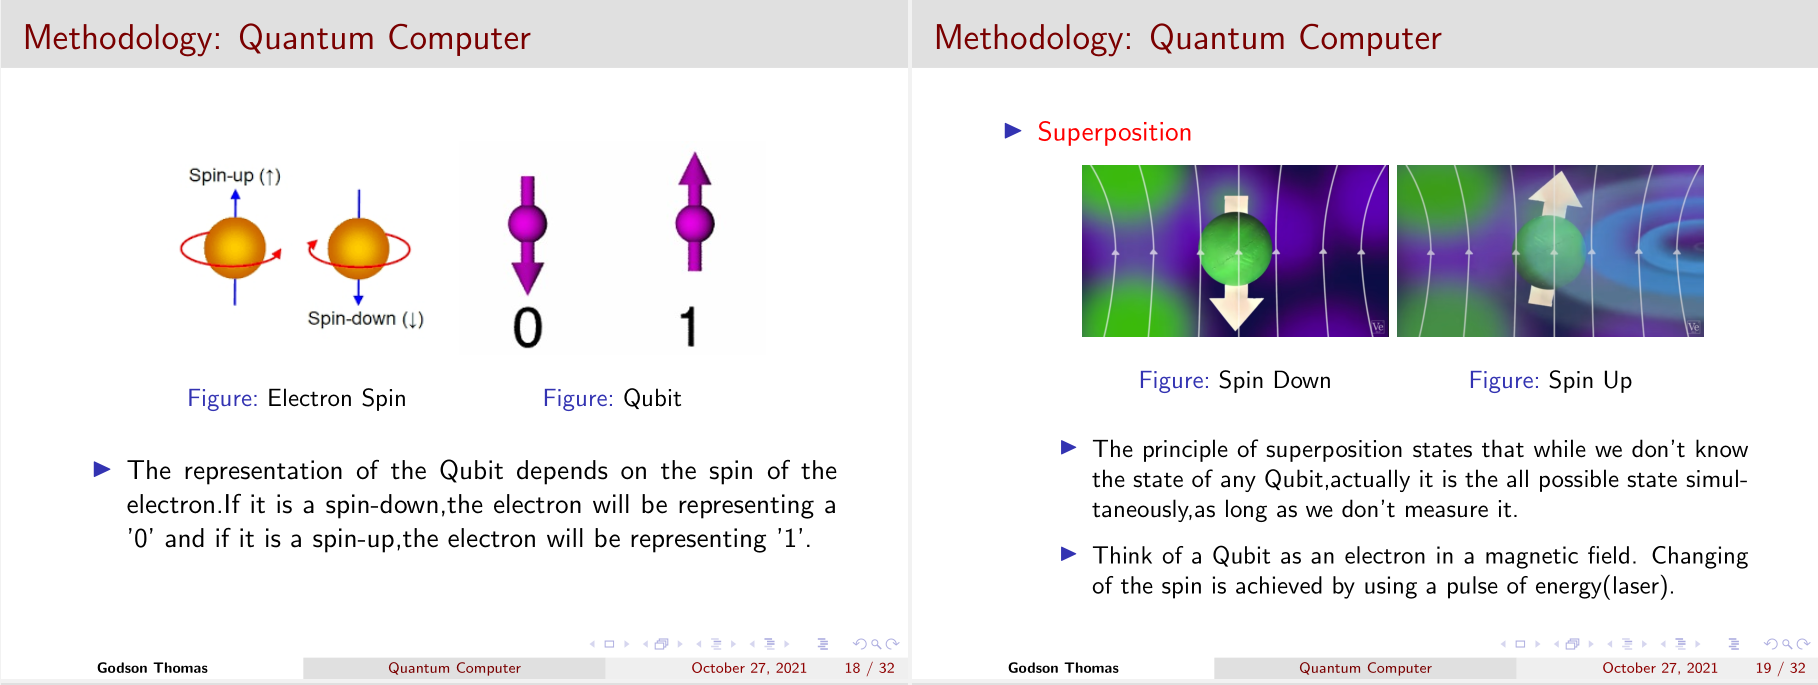 Methodology: Quantum Computer
Spin-up (↑)
Spin-down (↓)
0
1
Figure: Electron Spin
Figure: Qubit
The representation of the Qubit depends on the spin of the
electron.If it is a spin-down,the electron will be representing a
’0’ and if it is a spin-up,the electron will be representing ’1’.
Godson Thomas
Quantum Computer
October 27, 2021
18 / 32
Methodology: Quantum Computer
Superposition
Ve
Ve
Figure: Spin Down
Figure: Spin Up
The principle of superposition states that while we don’t know
the state of any Qubit,actually it is the all possible state simul-
taneously,as long as we don’t measure it.
Think of a Qubit as an electron in a magnetic field. Changing
of the spin is achieved by using a pulse of energy(laser).
Godson Thomas
Quantum Computer
October 27, 2021
19 / 32